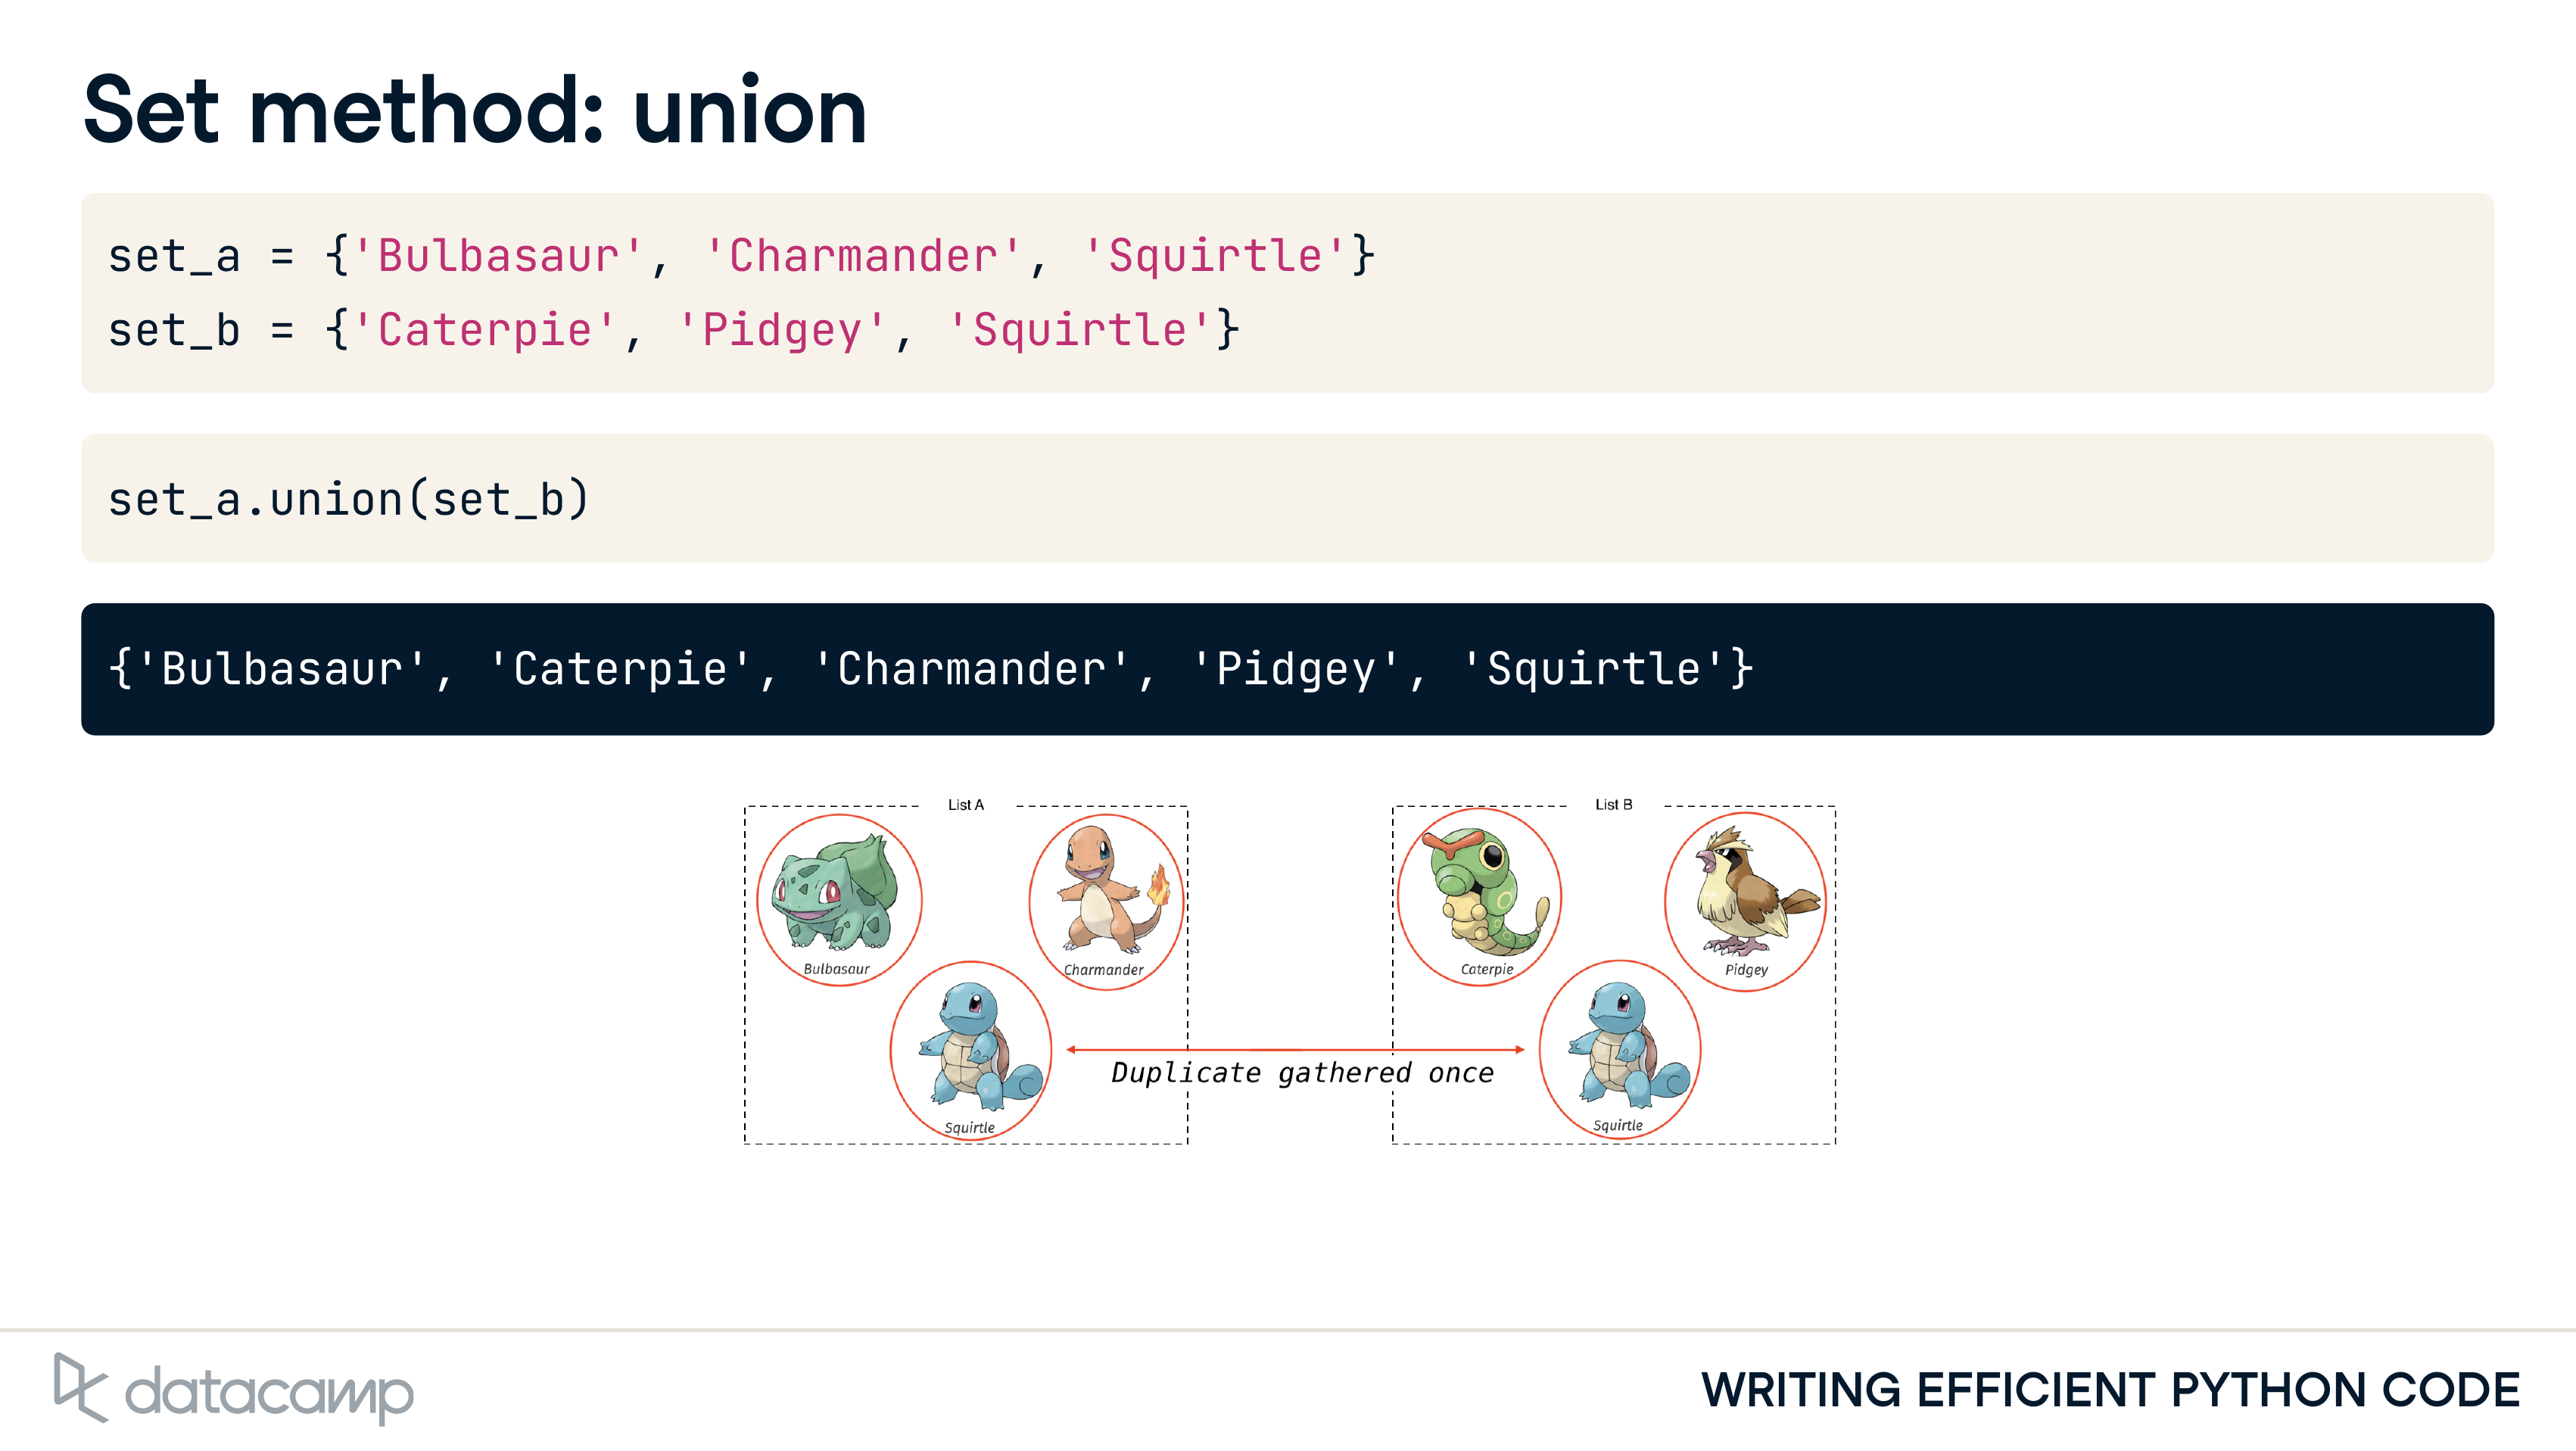 Set method: union
set_a = {'Bulbasaur', 'Charmander', 'Squirtle'}
set_b = {'Caterpie', 'Pidgey', 'Squirtle'}
set_a.union(set_b)
{'Bulbasaur', 'Caterpie', 'Charmander', 'Pidgey', 'Squirtle'}
List A
List B
Bulbasaur
Charmander
Caterpie
Pidgey
Duplicate gathered once
Squirtle
Squirtle
datacamp
WRITING EFFICIENT PYTHON CODE